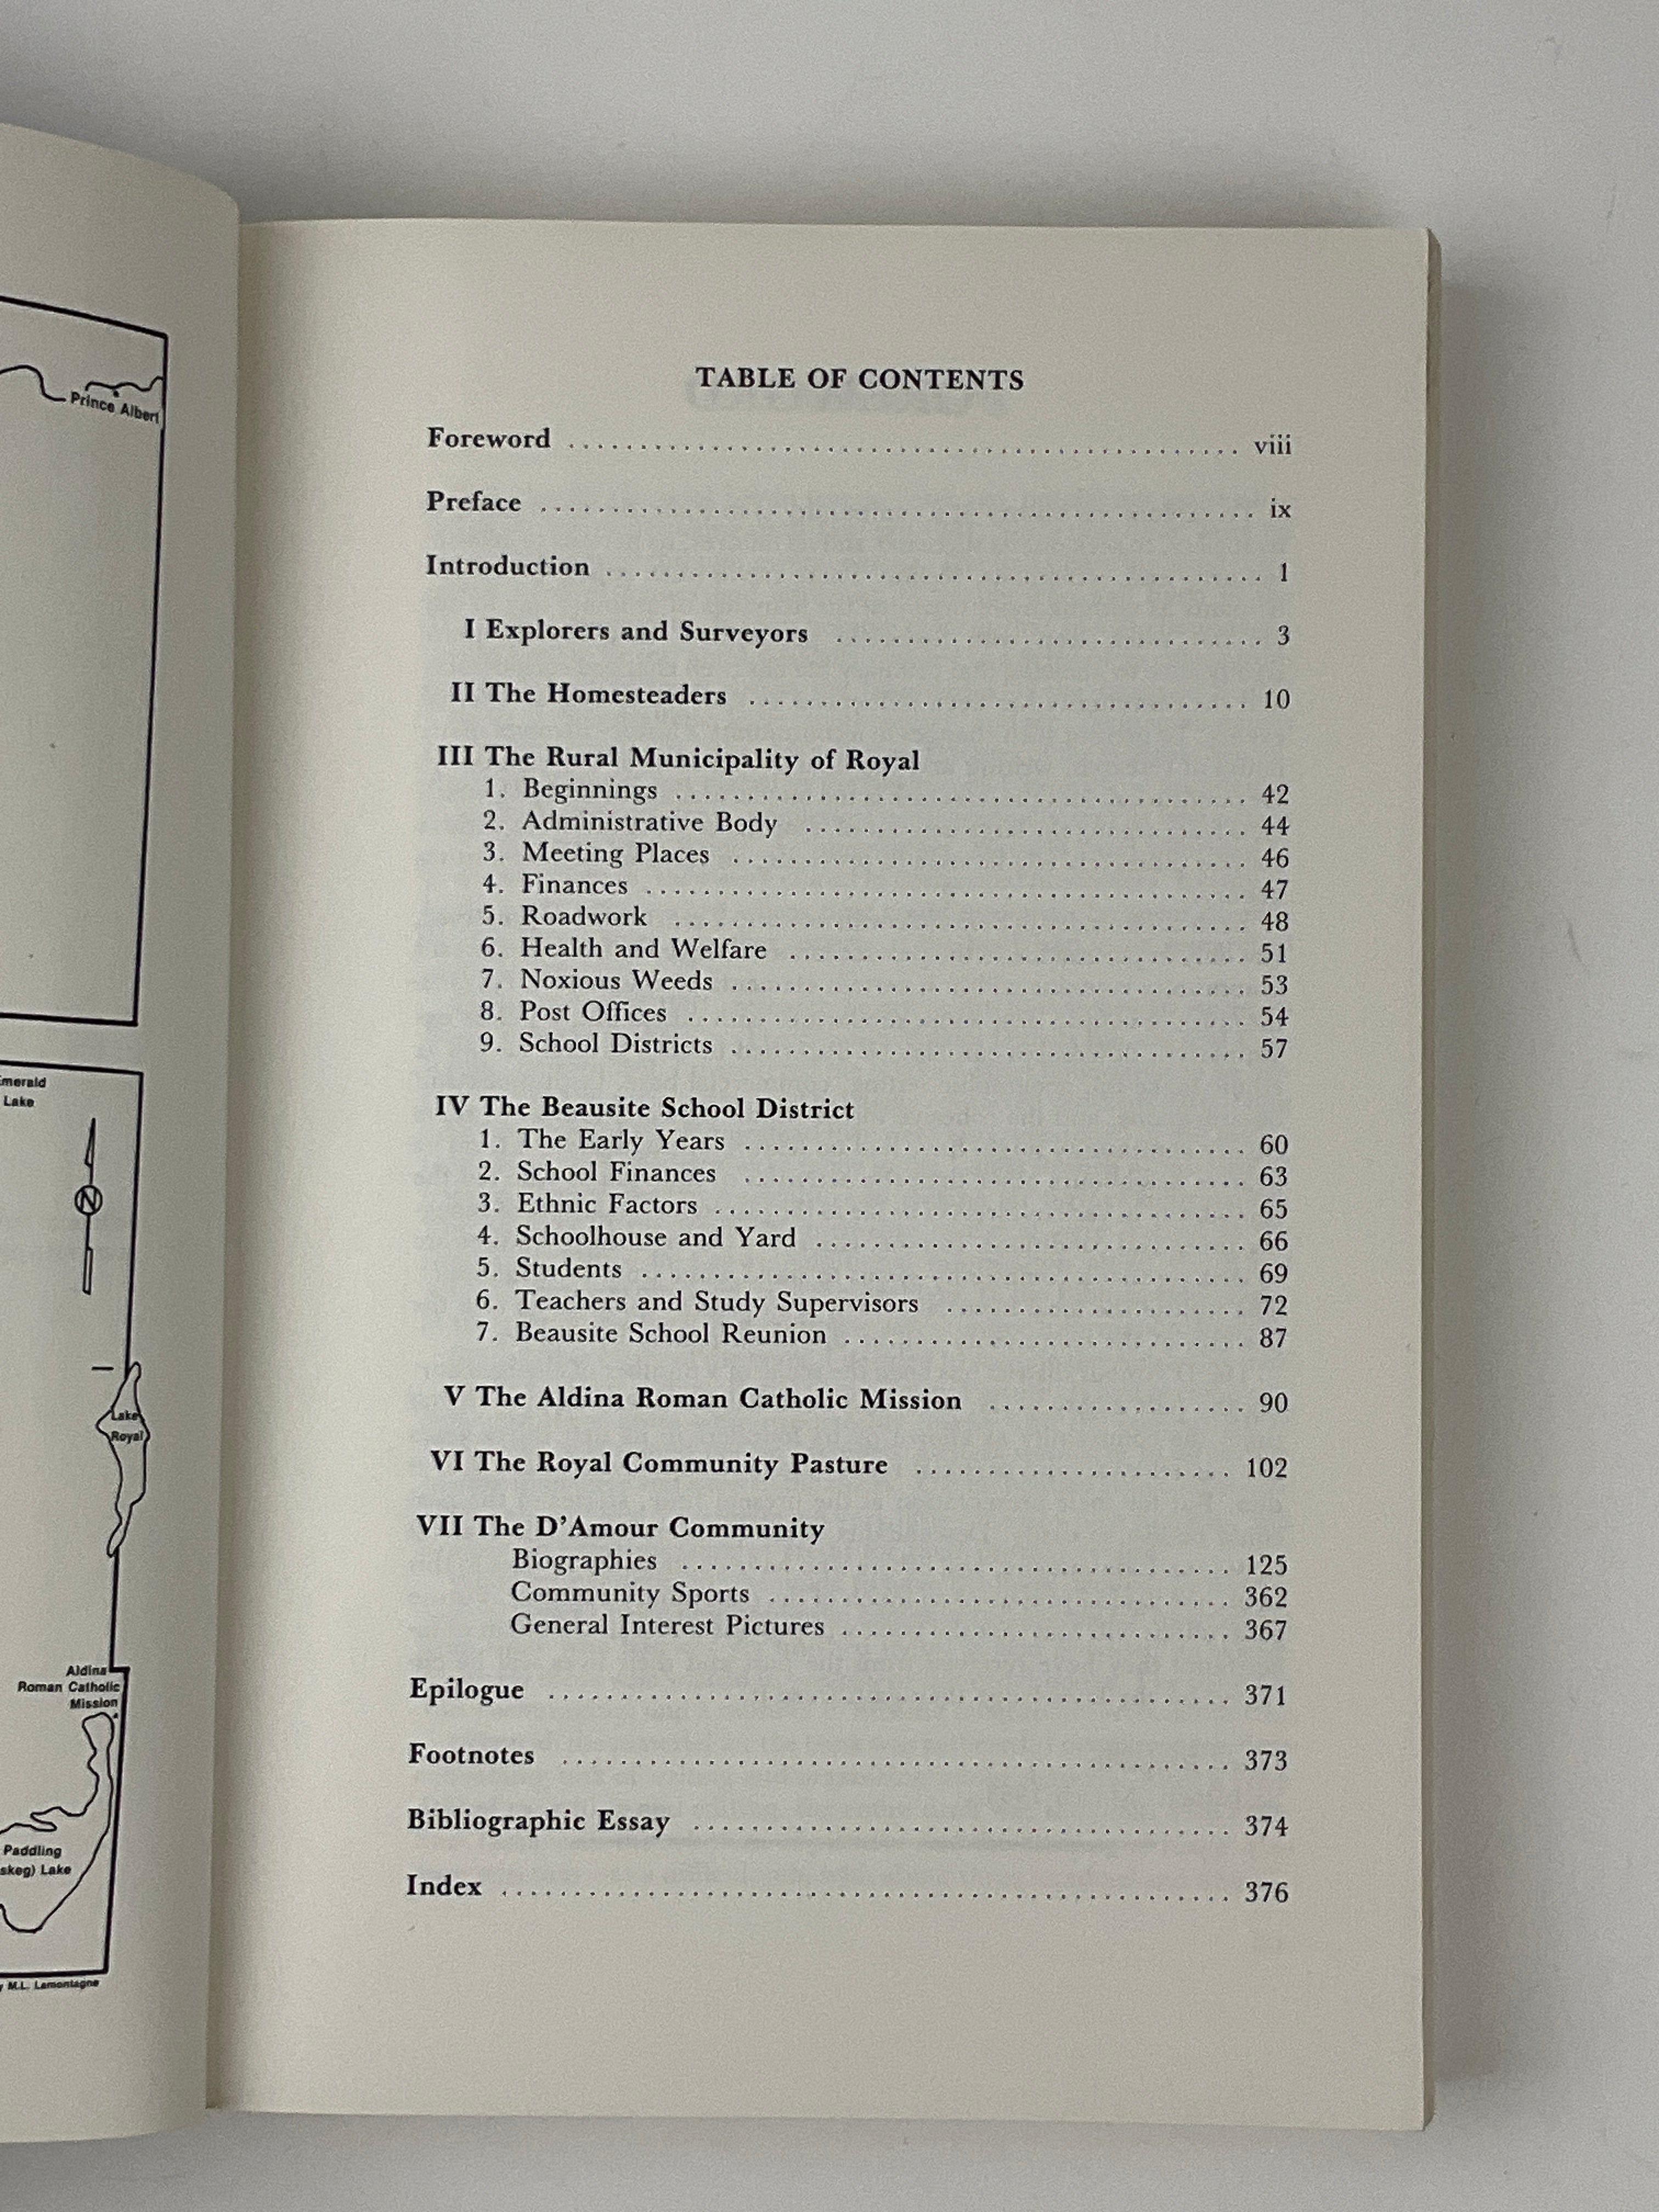 Prince Albert
Lake
Lake
Royal
Aldina
Roman Catholic
Mission
Paddling
Lake
M.L. Lamontagne
N
TABLE OF CONTENTS
Foreword ........ viii
Preface ........ ix
Introduction ........ 1
I Explorers and Surveyors ........ 3
II The Homesteaders ........ 10
III The Rural Municipality of Royal
1. Beginnings ........ 42
2. Administrative Body ........ 44
3. Meeting Places ........ 46
4. Finances ........ 47
5. Roadwork ........ 48
6. Health and Welfare ........ 51
7. Noxious Weeds ........ 53
8. Post Offices ........ 54
9. School Districts ........ 57
IV The Beausite School District
1. The Early Years ........ 60
2. School Finances ........ 63
3. Ethnic Factors ........ 65
4. Schoolhouse and Yard ........ 66
5. Students ........ 69
6. Teachers and Study Supervisors ........ 72
7. Beausite School Reunion ........ 87
V The Aldina Roman Catholic Mission ........ 90
VI The Royal Community Pasture ........ 102
VII The D'Amour Community
Biographies ........ 125
Community Sports ........ 362
General Interest Pictures ........ 367
Epilogue ........ 371
Footnotes ........ 373
Bibliographic Essay ........ 374
Index ........ 376